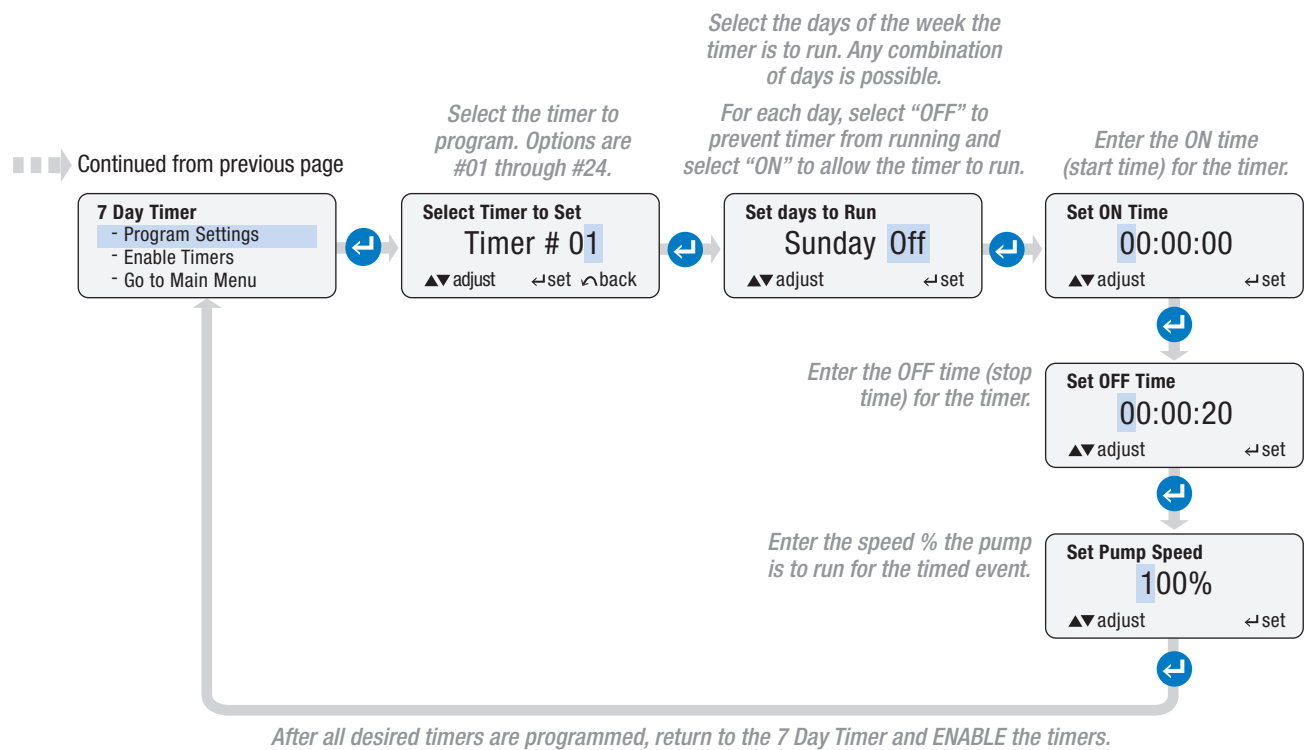 Select the days of the week the
timer is to run. Any combination
of days is possible.
Select the timer to
program. Options are
#01 through #24.
For each day, select “OFF” to
prevent timer from running and
select “ON” to allow the timer to run.
Enter the ON time
(start time) for the timer.
Continued from previous page
7 Day Timer
- Program Settings
- Enable Timers
- Go to Main Menu
Select Timer to Set
Timer # 01
▲▼ adjust ↵ set ↶ back
Set days to Run
Sunday Off
▲▼ adjust ↵ set
Set ON Time
00:00:00
▲▼ adjust ↵ set
Enter the OFF time (stop
time) for the timer.
Set OFF Time
00:00:20
▲▼ adjust ↵ set
Enter the speed % the pump
is to run for the timed event.
Set Pump Speed
100%
▲▼ adjust ↵ set
After all desired timers are programmed, return to the 7 Day Timer and ENABLE the timers.